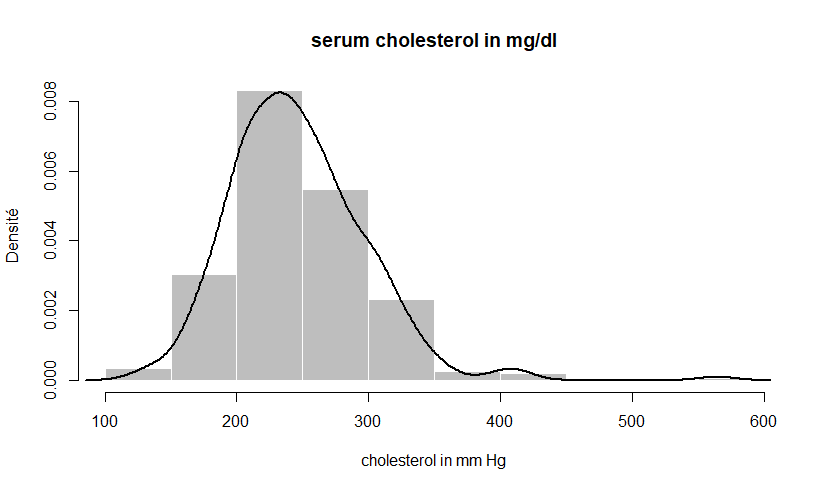 serum cholesterol in mg/dl
Densité
0.008
0.006
0.004
0.002
0.000
100 200 300 400 500 600
cholesterol in mm Hg